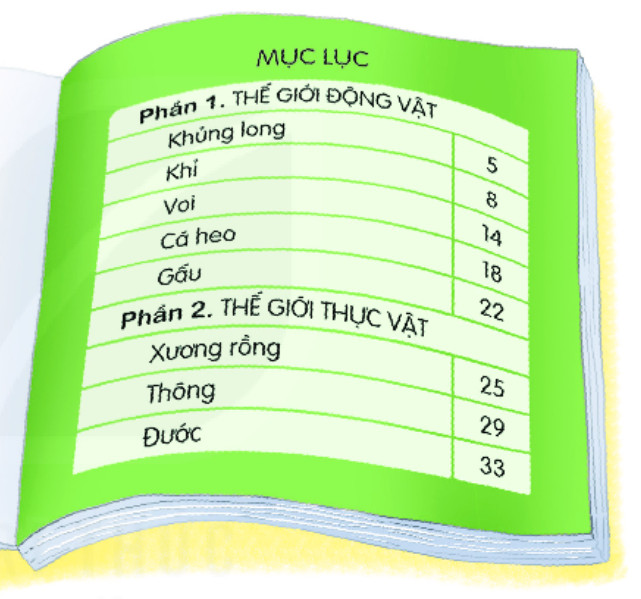 MỤC LỤC
Phần 1. THẾ GIỚI ĐỘNG VẬT
Khủng long 5
Khỉ 8
Voi 14
Cá heo 18
Gấu 22
Phần 2. THẾ GIỚI THỰC VẬT
Xương rồng 25
Thông 29
Đước 33